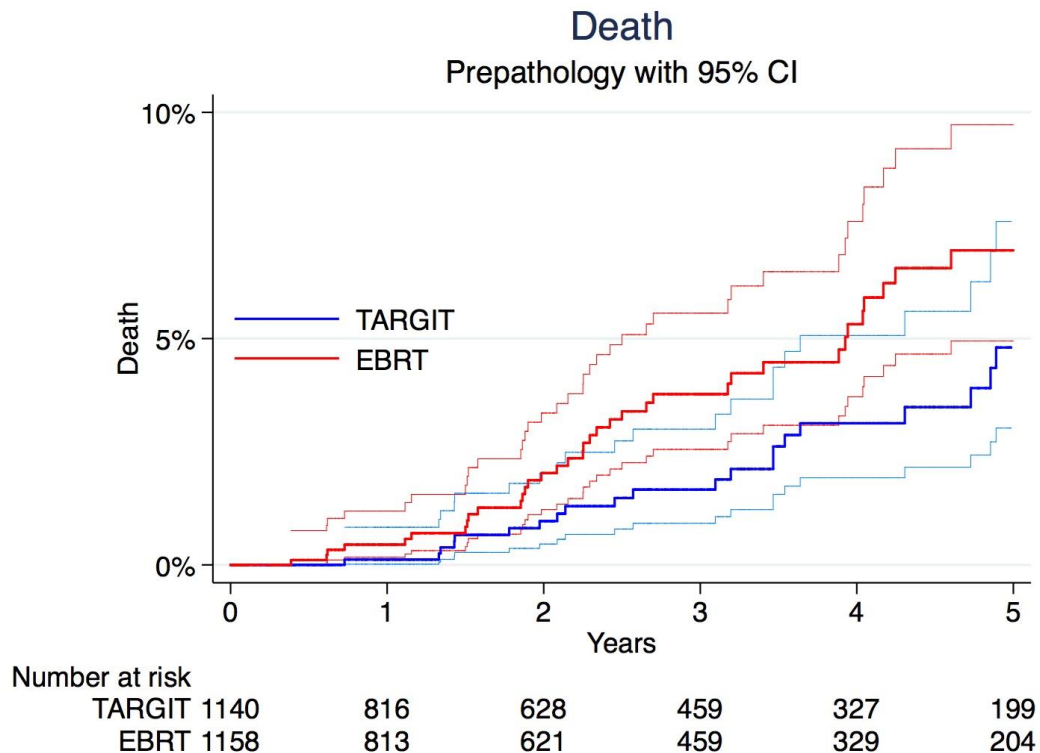 Death
Prepathology with 95% CI
10%
5%
0%
Death
TARGIT
EBRT
0 1 2 3 4 5
Years
Number at risk
TARGIT 1140 816 628 459 327 199
EBRT 1158 813 621 459 329 204